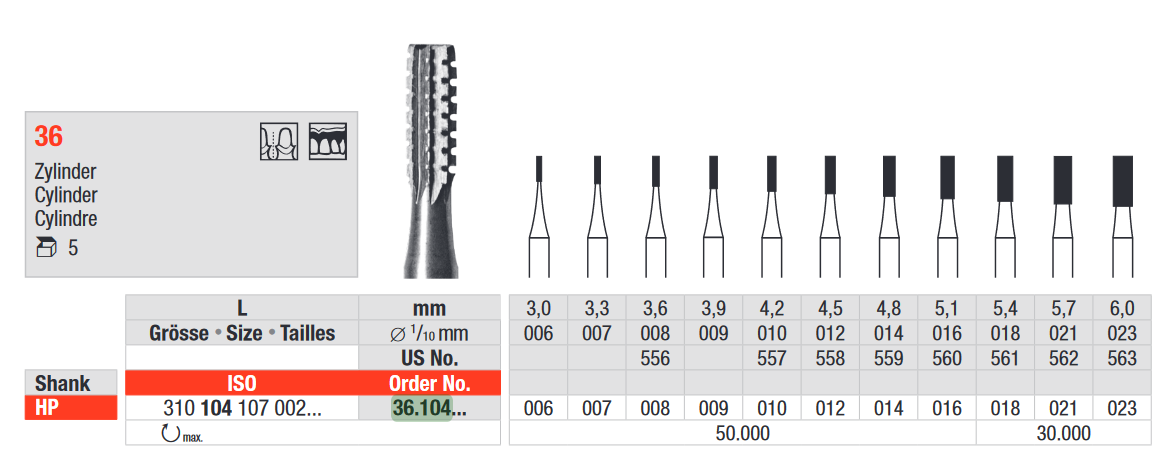 36
Zylinder
Cylinder
Cylindre
5
L mm 3,0 3,3 3,6 3,9 4,2 4,5 4,8 5,1 5,4 5,7 6,0
Grösse • Size • Tailles ∅ 1/10 mm 006 007 008 009 010 012 014 016 018 021 023
US No. 556 557 558 559 560 561 562 563
Shank ISO Order No.
HP 310 104 107 002... 36.104... 006 007 008 009 010 012 014 016 018 021 023
max. 50.000 30.000